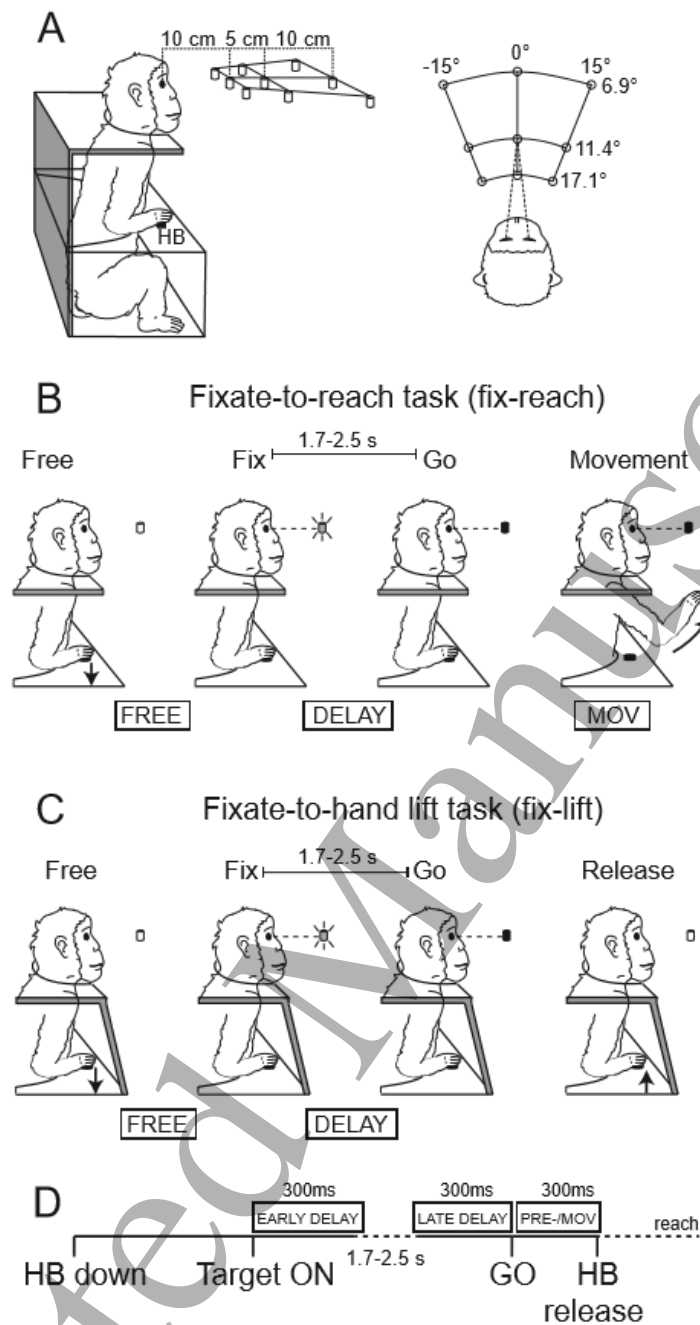 A
10 cm 5 cm 10 cm
HB
-15° 0° 15°
6.9°
11.4°
17.1°
B Fixate-to-reach task (fix-reach)
1.7-2.5 s
Free Fix Go Movement
FREE DELAY MOV
C Fixate-to-hand lift task (fix-lift)
1.7-2.5 s
Free Fix Go Release
FREE DELAY
D
300ms 300ms 300ms
EARLY DELAY LATE DELAY PRE-/MOV reach
1.7-2.5 s
HB down Target ON GO HB
release
ted Manusc